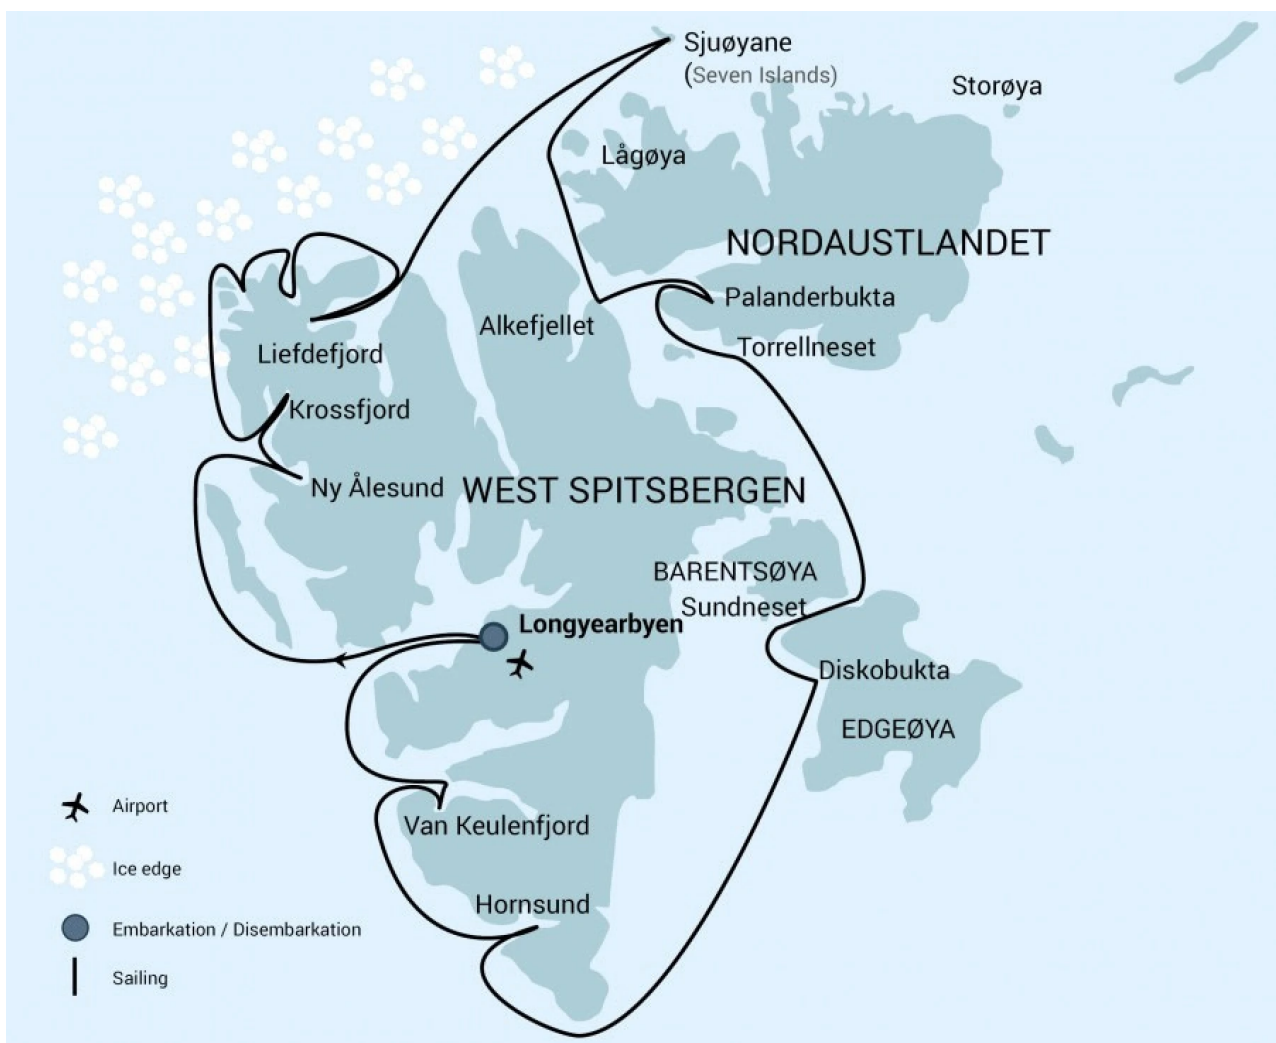 Sjuøyane
(Seven Islands)
Storøya
Lågøya
NORDAUSTLANDET
Palanderbukta
Alkefjellet
Torrellneset
Liefdefjord
Krossfjord
Ny Ålesund
WEST SPITSBERGEN
BARENTSØYA
Sundneset
Longyearbyen
Diskobukta
EDGEØYA
Airport
Van Keulenfjord
Ice edge
Hornsund
Embarkation / Disembarkation
Sailing